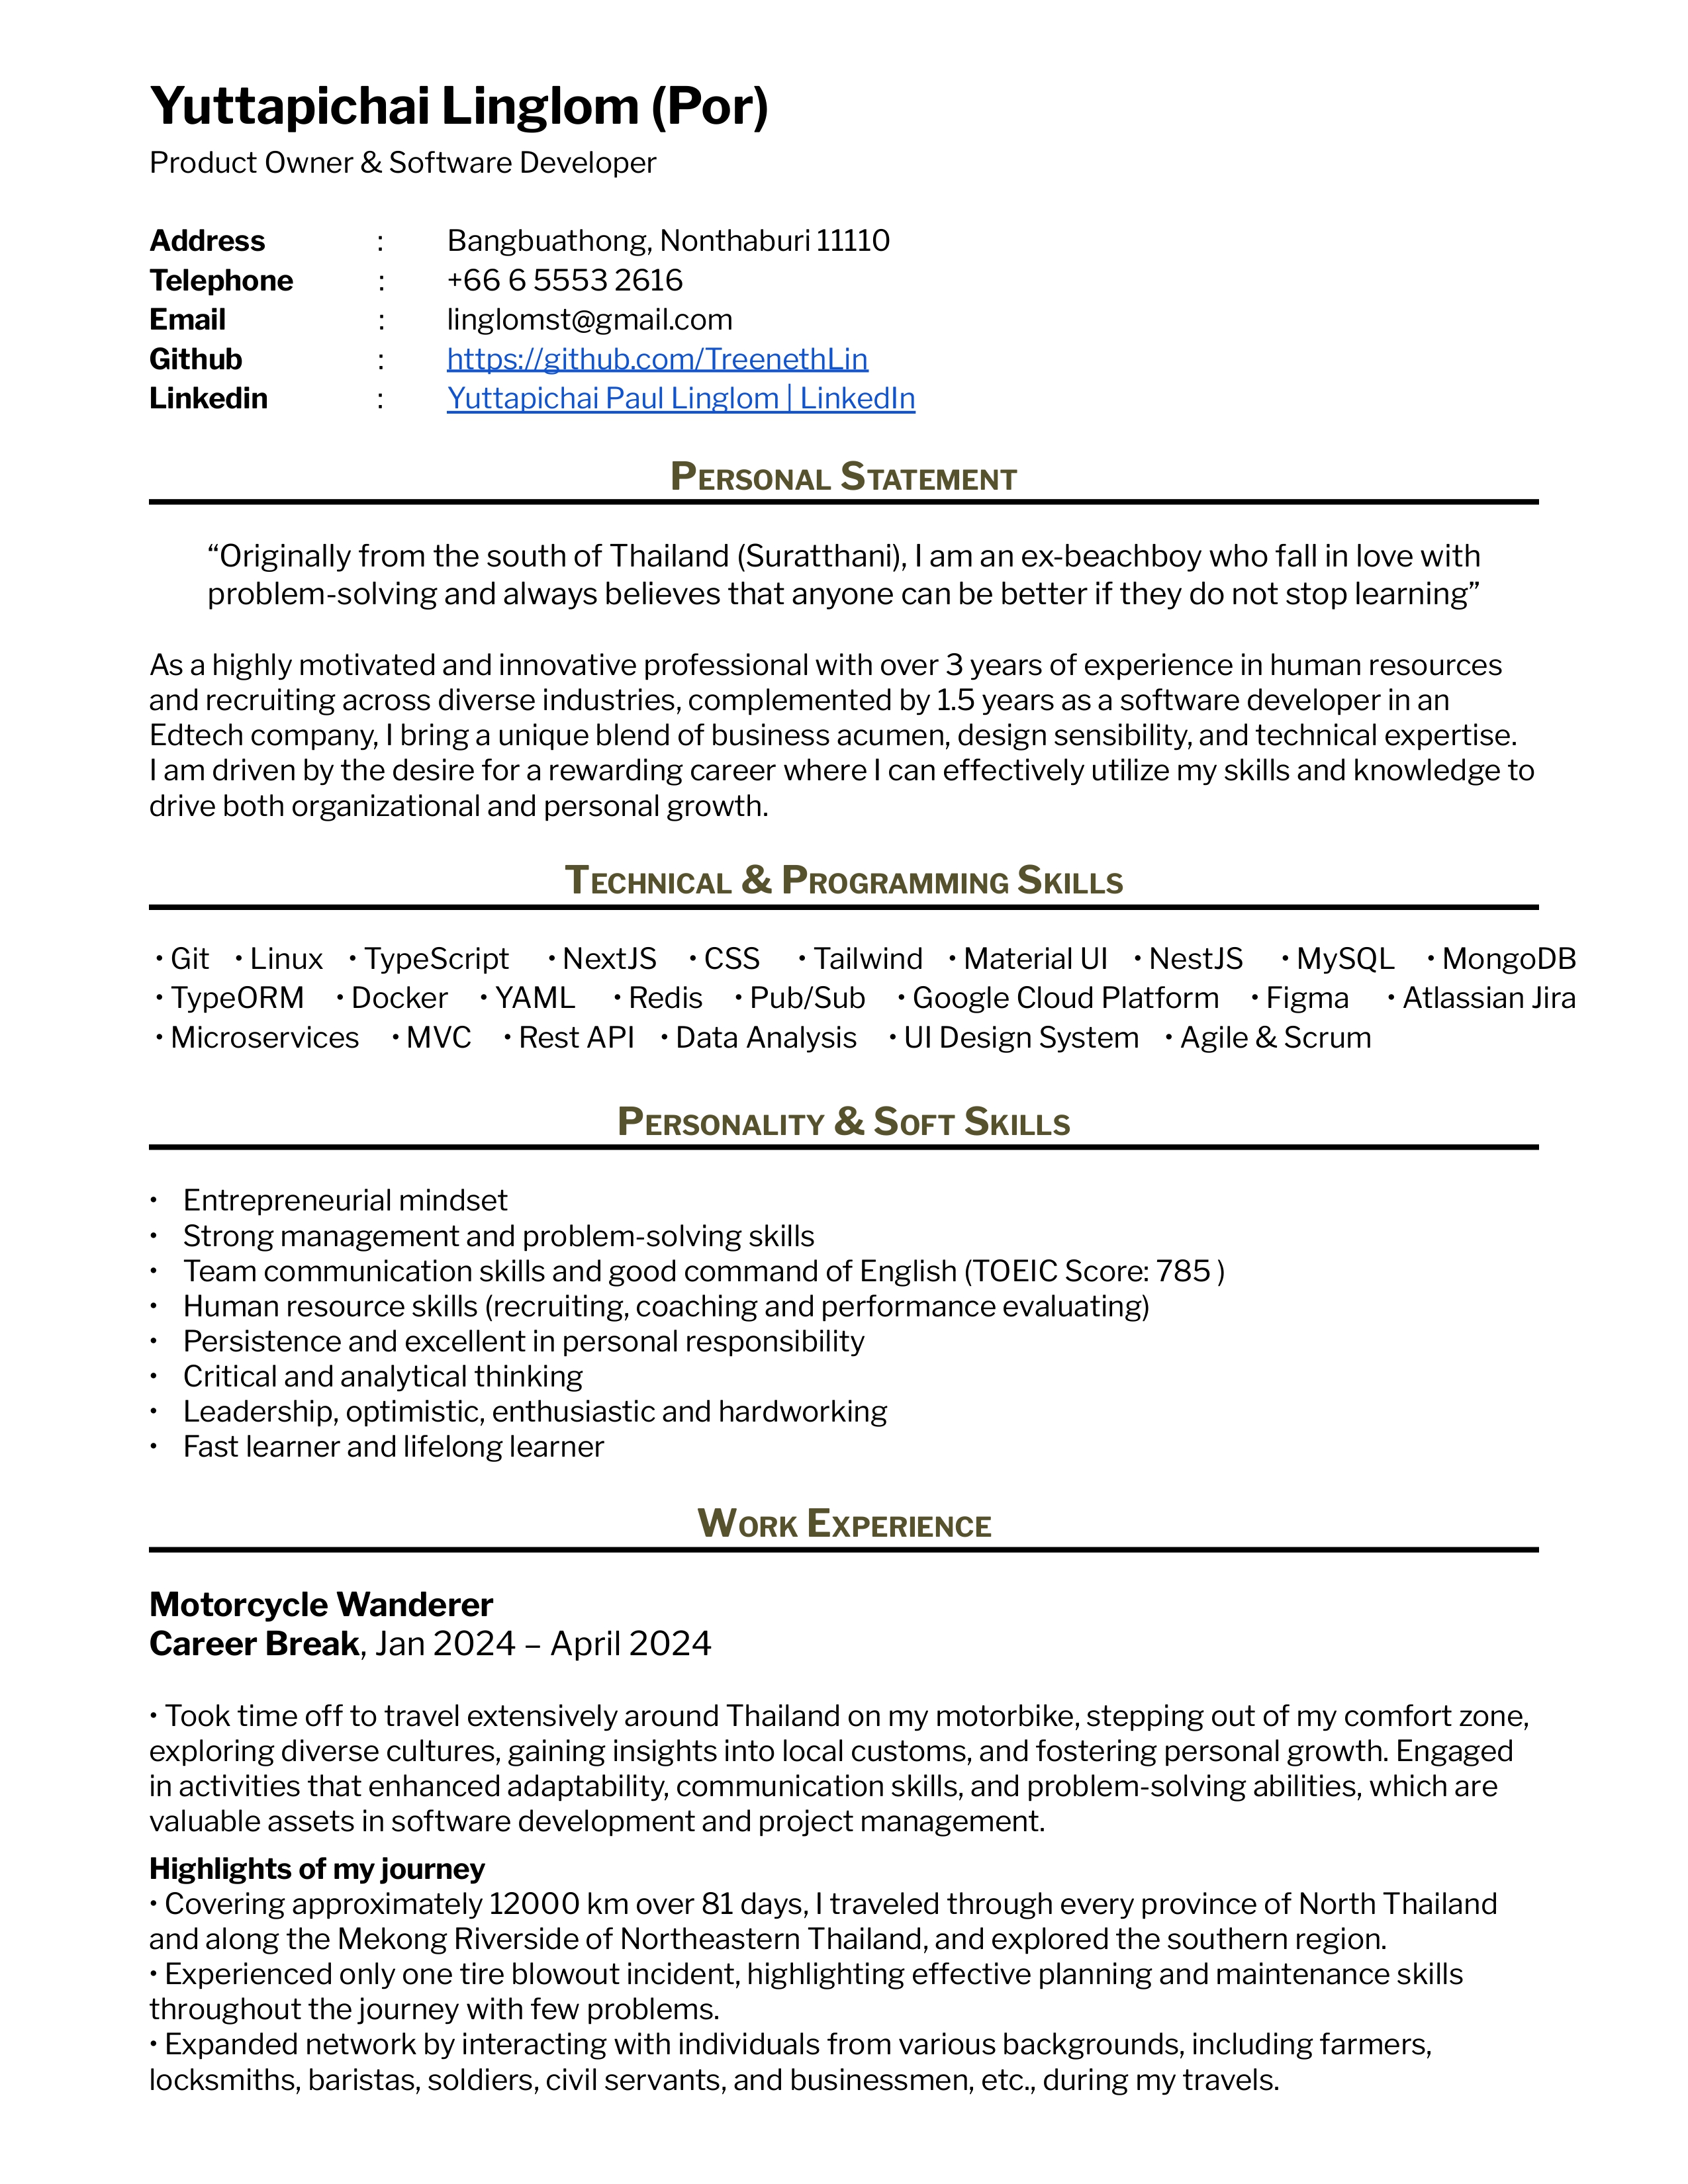 Yuttapichai Linglom (Por)
Product Owner & Software Developer
Address : Bangbuathong, Nonthaburi 11110
Telephone : +66 6 5553 2616
Email : linglomst@gmail.com
Github : https://github.com/TreenethLin
Linkedin : Yuttapichai Paul Linglom | LinkedIn
Personal Statement
“Originally from the south of Thailand (Suratthani), I am an ex-beachboy who fall in love with
problem-solving and always believes that anyone can be better if they do not stop learning”
As a highly motivated and innovative professional with over 3 years of experience in human resources
and recruiting across diverse industries, complemented by 1.5 years as a software developer in an
Edtech company, I bring a unique blend of business acumen, design sensibility, and technical expertise.
I am driven by the desire for a rewarding career where I can effectively utilize my skills and knowledge to
drive both organizational and personal growth.
Technical & Programming Skills
• Git • Linux • TypeScript • NextJS • CSS • Tailwind • Material UI • NestJS • MySQL • MongoDB
• TypeORM • Docker • YAML • Redis • Pub/Sub • Google Cloud Platform • Figma • Atlassian Jira
• Microservices • MVC • Rest API • Data Analysis • UI Design System • Agile & Scrum
Personality & Soft Skills
• Entrepreneurial mindset
• Strong management and problem-solving skills
• Team communication skills and good command of English (TOEIC Score: 785 )
• Human resource skills (recruiting, coaching and performance evaluating)
• Persistence and excellent in personal responsibility
• Critical and analytical thinking
• Leadership, optimistic, enthusiastic and hardworking
• Fast learner and lifelong learner
Work Experience
Motorcycle Wanderer
Career Break, Jan 2024 – April 2024
• Took time off to travel extensively around Thailand on my motorbike, stepping out of my comfort zone,
exploring diverse cultures, gaining insights into local customs, and fostering personal growth. Engaged
in activities that enhanced adaptability, communication skills, and problem-solving abilities, which are
valuable assets in software development and project management.
Highlights of my journey
• Covering approximately 12000 km over 81 days, I traveled through every province of North Thailand
and along the Mekong Riverside of Northeastern Thailand, and explored the southern region.
• Experienced only one tire blowout incident, highlighting effective planning and maintenance skills
throughout the journey with few problems.
• Expanded network by interacting with individuals from various backgrounds, including farmers,
locksmiths, baristas, soldiers, civil servants, and businessmen, etc., during my travels.